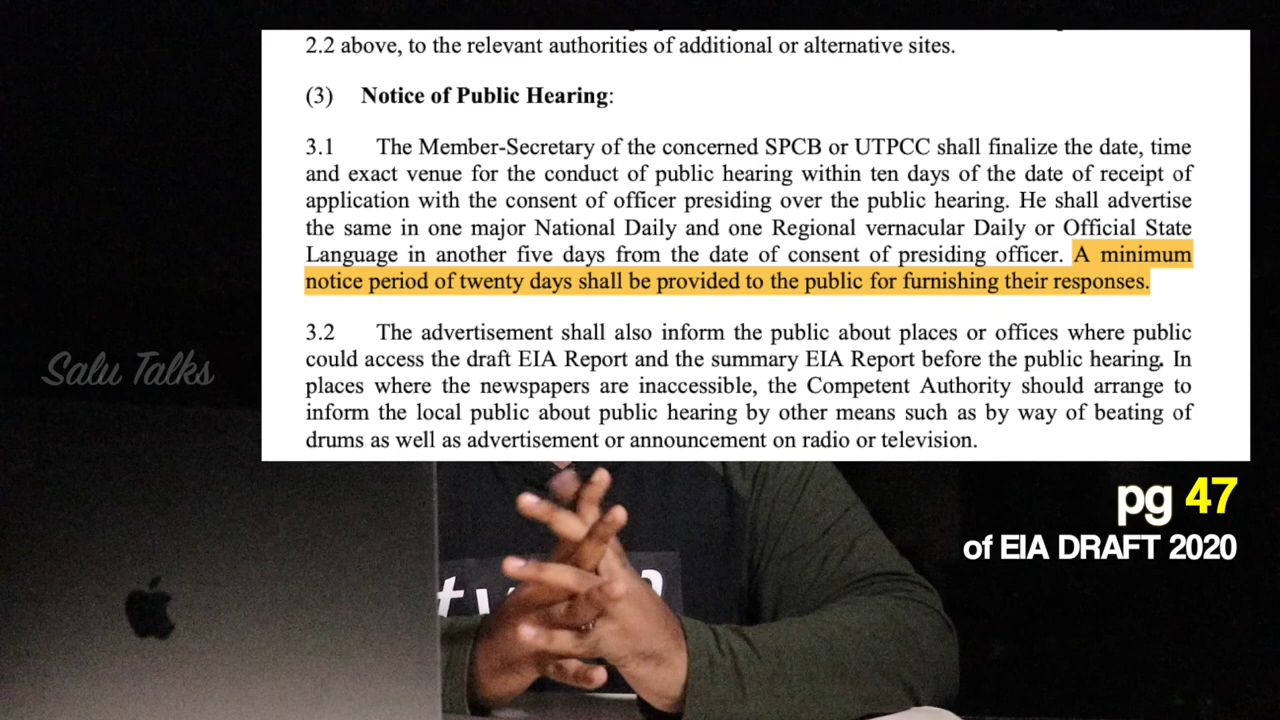 2.2 above, to the relevant authorities of additional or alternative sites.
(3) Notice of Public Hearing:
3.1 The Member-Secretary of the concerned SPCB or UTPCC shall finalize the date, time
and exact venue for the conduct of public hearing within ten days of the date of receipt of
application with the consent of officer presiding over the public hearing. He shall advertise
the same in one major National Daily and one Regional vernacular Daily or Official State
Language in another five days from the date of consent of presiding officer. A minimum
notice period of twenty days shall be provided to the public for furnishing their responses.
3.2 The advertisement shall also inform the public about places or offices where public
could access the draft EIA Report and the summary EIA Report before the public hearing. In
places where the newspapers are inaccessible, the Competent Authority should arrange to
inform the local public about public hearing by other means such as by way of beating of
drums as well as advertisement or announcement on radio or television.
Salu Talks
pg 47
of EIA DRAFT 2020